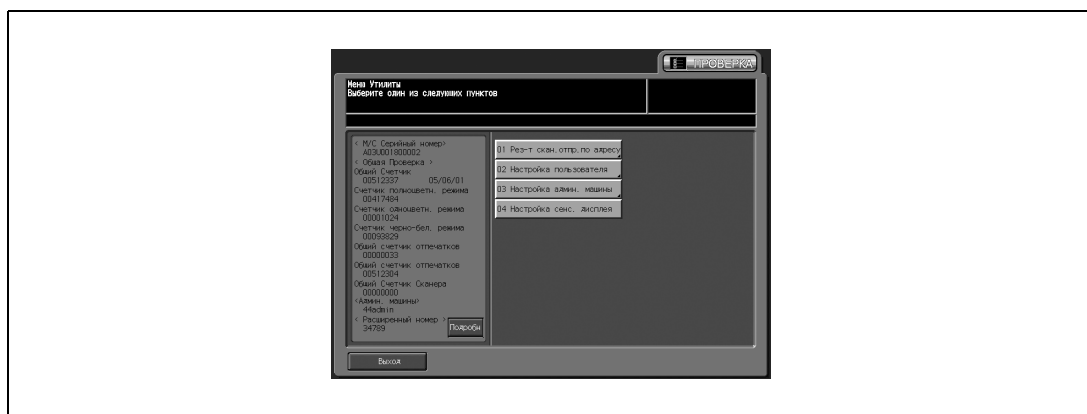 ПРОВЕРКА
Меню Утилиты
Выберите один из следующих пунктов
< М/С Серийный номер>
A03U001800002
< Общая Проверка >
Общий Счетчик
00512337 05/06/01
Счетчик полноцветн. режима
00417484
Счетчик одноцветн. режима
00001024
Счетчик черно-бел. режима
00093829
Общий счетчик отпечатков
00000033
Общий счетчик отпечатков
00512304
Общий Счетчик Сканера
00000000
<Админ. машины>
44admin
< Расширенный номер >
34789
Подробн
01 Рез-т скан.отпр.по адресу
02 Настройка пользователя
03 Настройка админ. машины
04 Настройка сенс. дисплея
Выход